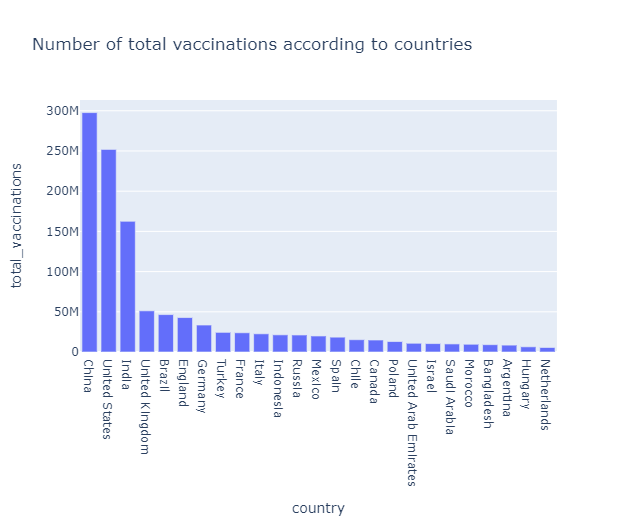 Number of total vaccinations according to countries
total_vaccinations
300M
250M
200M
150M
100M
50M
0
China
United States
India
United Kingdom
Brazil
England
Germany
Turkey
France
Italy
Indonesia
Russia
Mexico
Spain
Chile
Canada
Poland
United Arab Emirates
Israel
Saudi Arabia
Morocco
Bangladesh
Argentina
Hungary
Netherlands
country